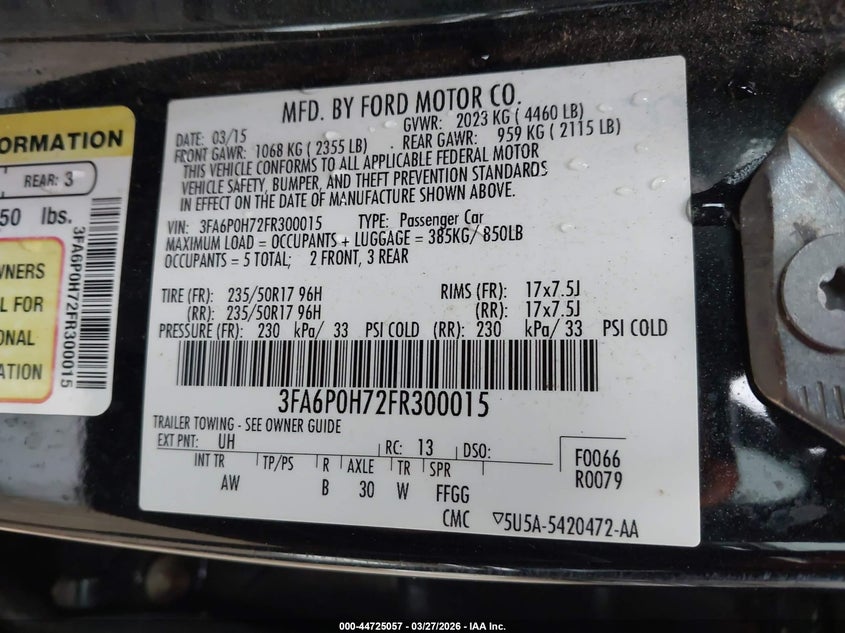 ORMATION
REAR: 3
50 lbs.
WNERS
L FOR
ONAL
ATION
3FA6P0H72FR300015
MFD. BY FORD MOTOR CO.
DATE: 03/15 GVWR: 2023 KG ( 4460 LB)
FRONT GAWR: 1068 KG ( 2355 LB) REAR GAWR: 959 KG ( 2115 LB)
THIS VEHICLE CONFORMS TO ALL APPLICABLE FEDERAL MOTOR
VEHICLE SAFETY, BUMPER, AND THEFT PREVENTION STANDARDS
IN EFFECT ON THE DATE OF MANUFACTURE SHOWN ABOVE.
VIN: 3FA6P0H72FR300015 TYPE: Passenger Car
MAXIMUM LOAD = OCCUPANTS + LUGGAGE = 385KG/ 850LB
OCCUPANTS = 5 TOTAL; 2 FRONT, 3 REAR
TIRE (FR): 235/50R17 96H RIMS (FR): 17x7.5J
(RR): 235/50R17 96H (RR): 17x7.5J
PRESSURE (FR): 230 kPa/ 33 PSI COLD (RR): 230 kPa/ 33 PSI COLD
3FA6P0H72FR300015
TRAILER TOWING - SEE OWNER GUIDE
EXT PNT: UH RC: 13 DSO:
INT TR TP/PS R AXLE TR SPR
AW B 30 W FFGG
F0066
R0079
CMC ▽5U5A-5420472-AA
000-44725057 — 03/27/2026 — IAA Inc.